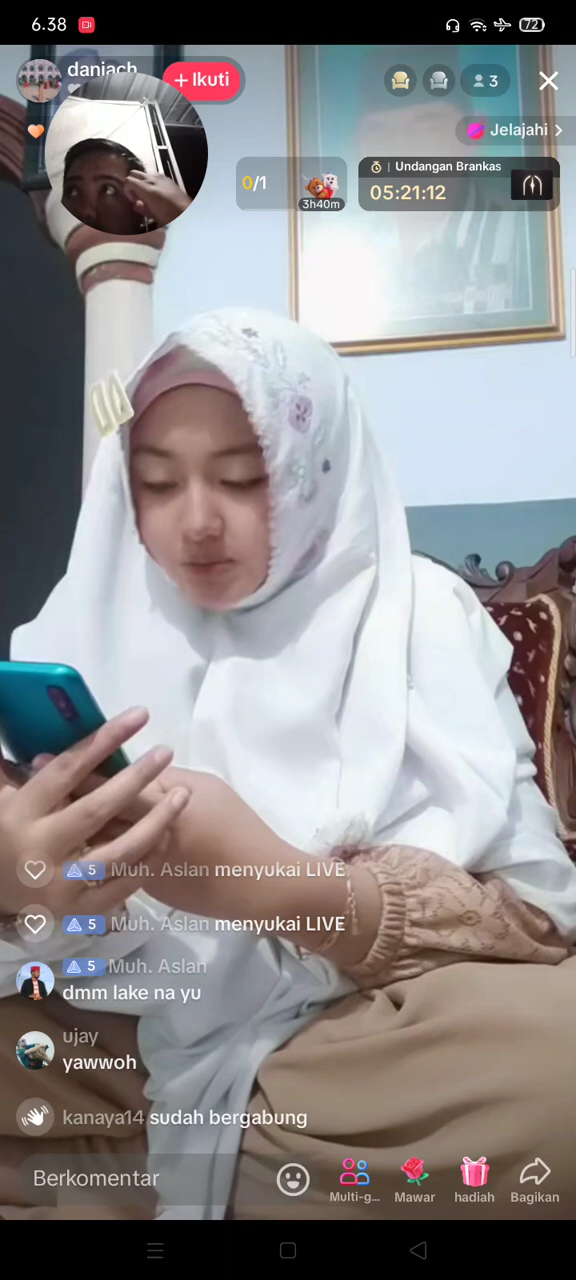 6.38
72
daniach
+ Ikuti
3
Jelajahi
0/1
3h40m
Undangan Brankas
05:21:12
5 Muh. Aslan menyukai LIVE
5 Muh. Aslan menyukai LIVE
5 Muh. Aslan
dmm lake na yu
ujay
yawwoh
kanaya14 sudah bergabung
Berkomentar
Multi-g...
Mawar
hadiah
Bagikan